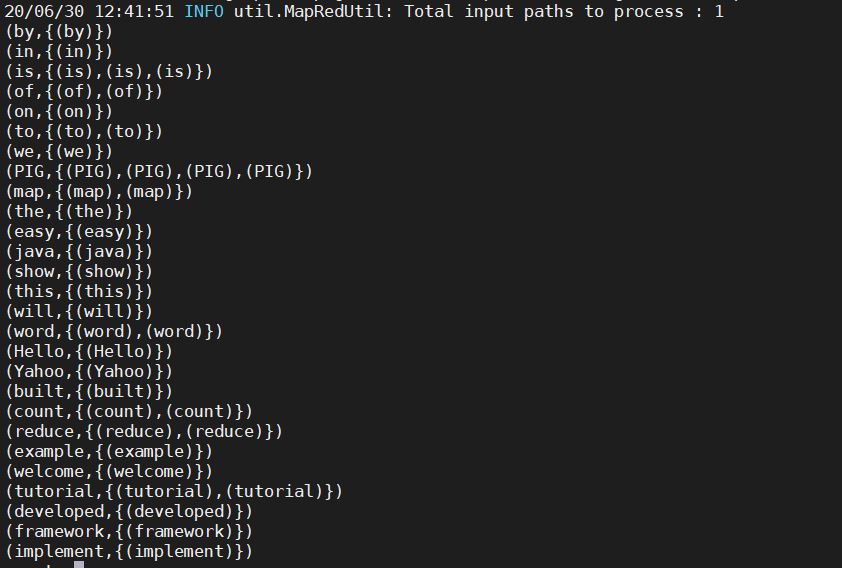 20/06/30 12:41:51 INFO util.MapRedUtil: Total input paths to process : 1
(by,{(by)})
(in,{(in)})
(is,{(is),(is),(is)})
(of,{(of),(of)})
(on,{(on)})
(to,{(to),(to)})
(we,{(we)})
(PIG,{(PIG),(PIG),(PIG),(PIG)})
(map,{(map),(map)})
(the,{(the)})
(easy,{(easy)})
(java,{(java)})
(show,{(show)})
(this,{(this)})
(will,{(will)})
(word,{(word),(word)})
(Hello,{(Hello)})
(Yahoo,{(Yahoo)})
(built,{(built)})
(count,{(count),(count)})
(reduce,{(reduce),(reduce)})
(example,{(example)})
(welcome,{(welcome)})
(tutorial,{(tutorial),(tutorial)})
(developed,{(developed)})
(framework,{(framework)})
(implement,{(implement)})